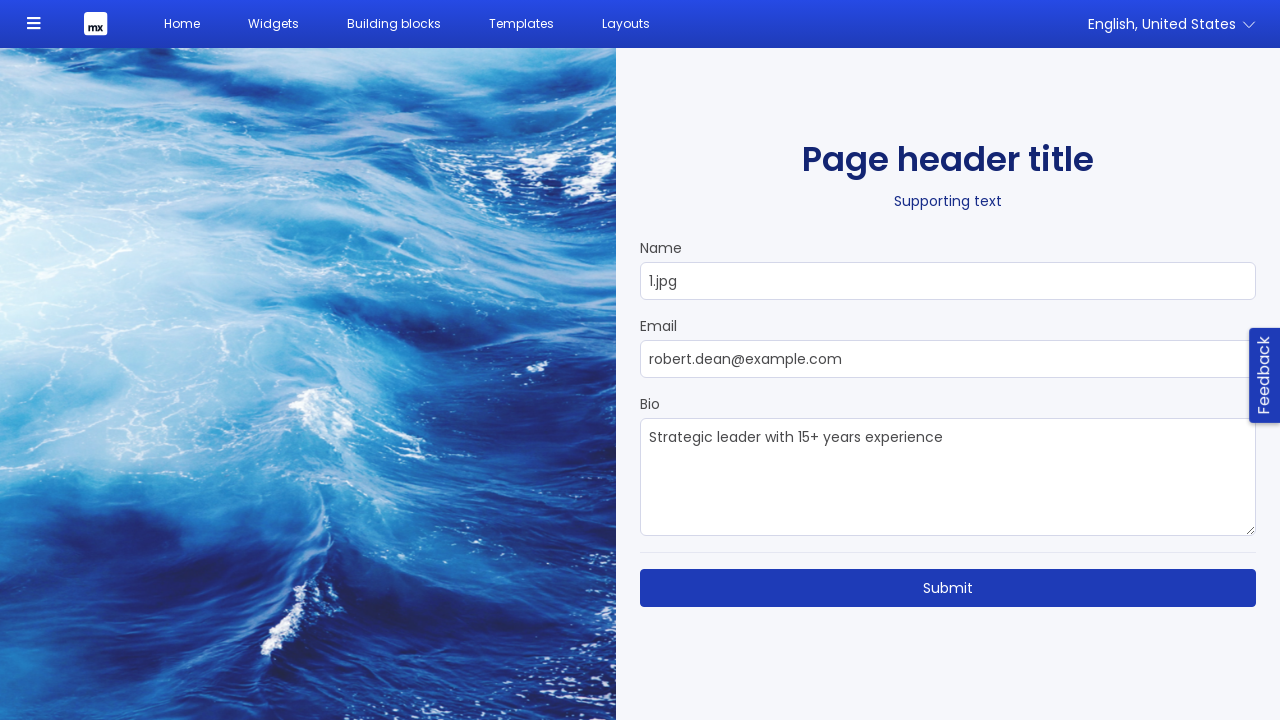 mx
Home
Widgets
Building blocks
Templates
Layouts
English, United States
Page header title
Supporting text
Name
1.jpg
Email
robert.dean@example.com
Bio
Strategic leader with 15+ years experience
Submit
Feedback